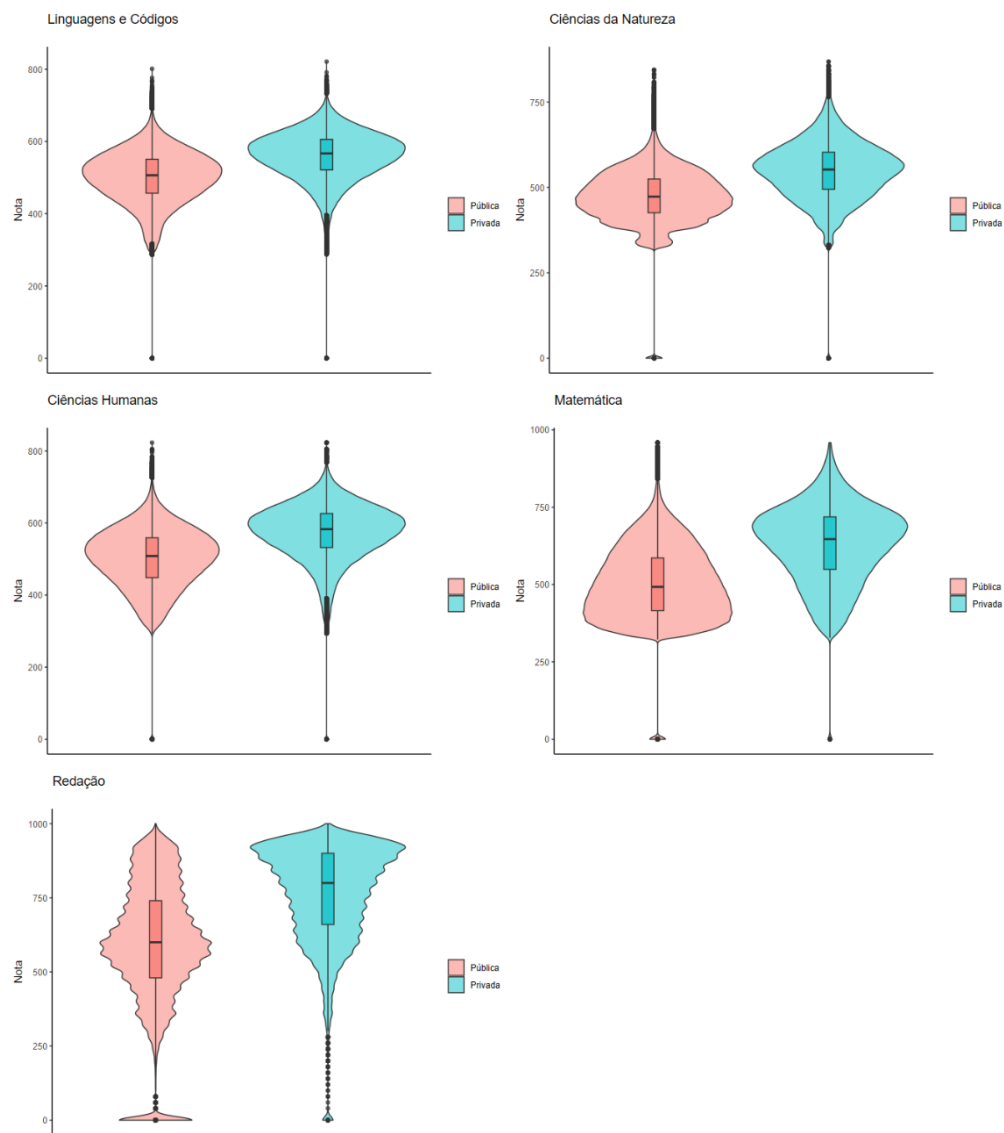 Linguagens e Códigos
800
600
400
200
0
Nota
Pública
Privada
Ciências da Natureza
750
500
250
0
Nota
Pública
Privada
Ciências Humanas
800
600
400
200
0
Nota
Pública
Privada
Matemática
1000
750
500
250
0
Nota
Pública
Privada
Redação
1000
750
500
250
0
Nota
Pública
Privada